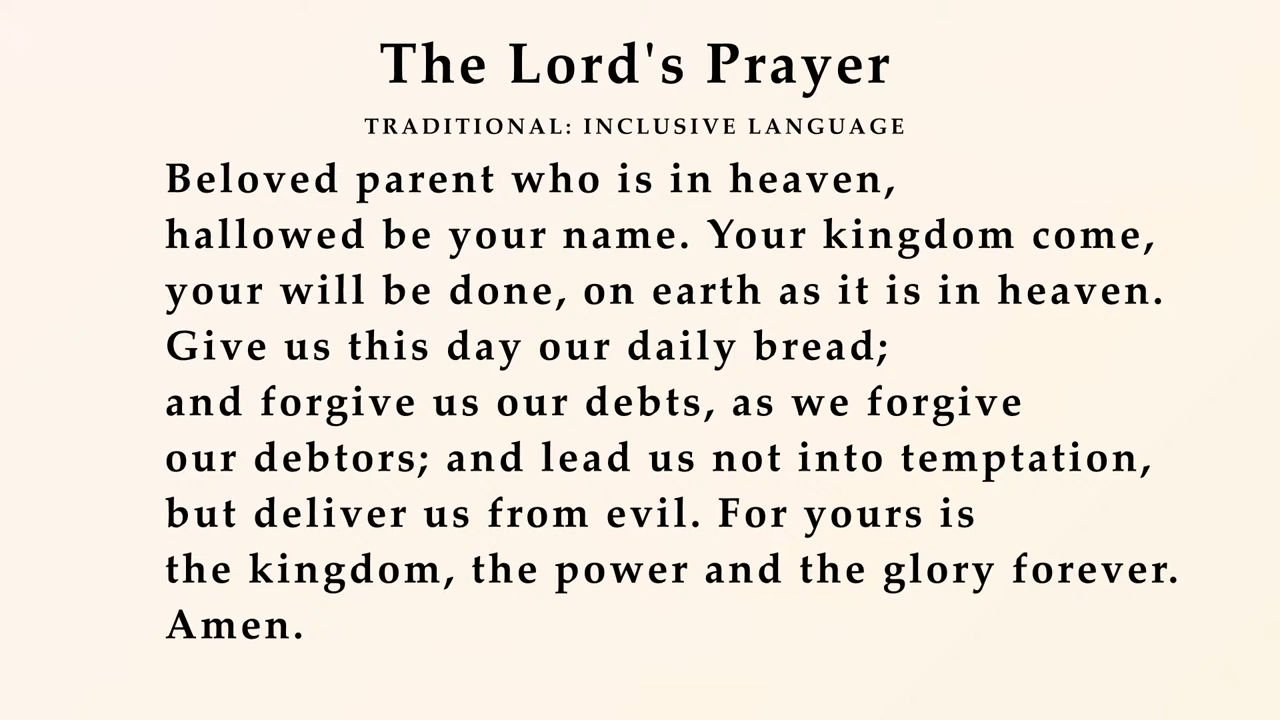 The Lord's Prayer
TRADITIONAL: INCLUSIVE LANGUAGE
Beloved parent who is in heaven,
hallowed be your name. Your kingdom come,
your will be done, on earth as it is in heaven.
Give us this day our daily bread;
and forgive us our debts, as we forgive
our debtors; and lead us not into temptation,
but deliver us from evil. For yours is
the kingdom, the power and the glory forever.
Amen.